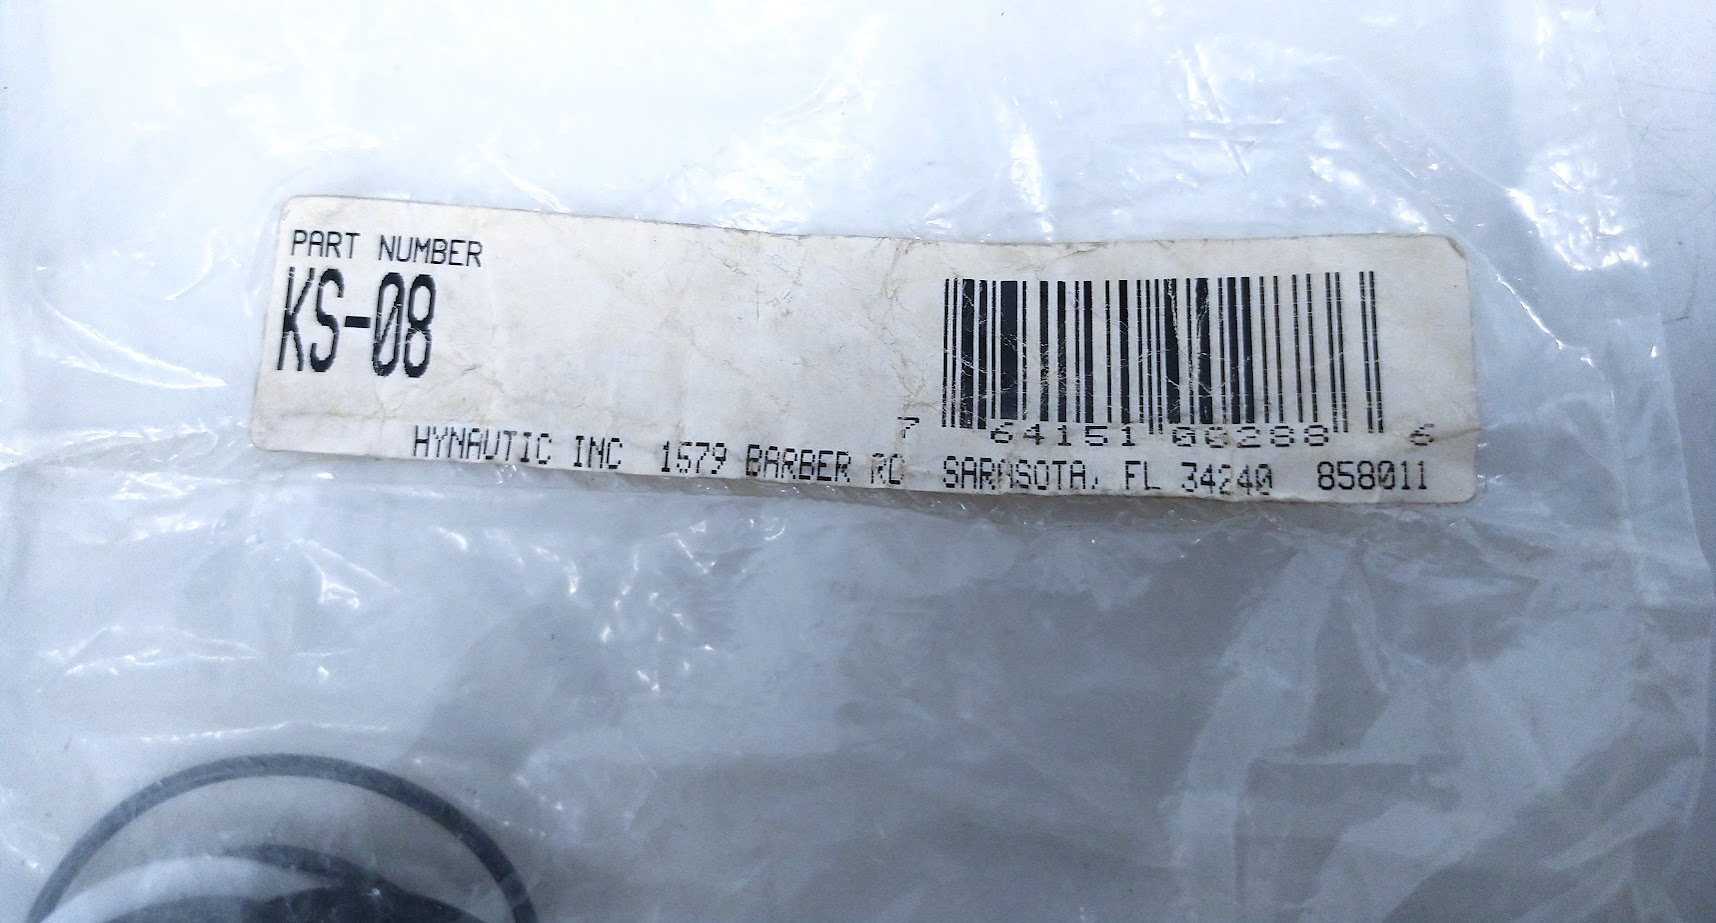 PART NUMBER
KS-08
7 64151 00288 6
HYNAUTIC INC 1579 BARBER RD SARASOTA, FL 34240 858011